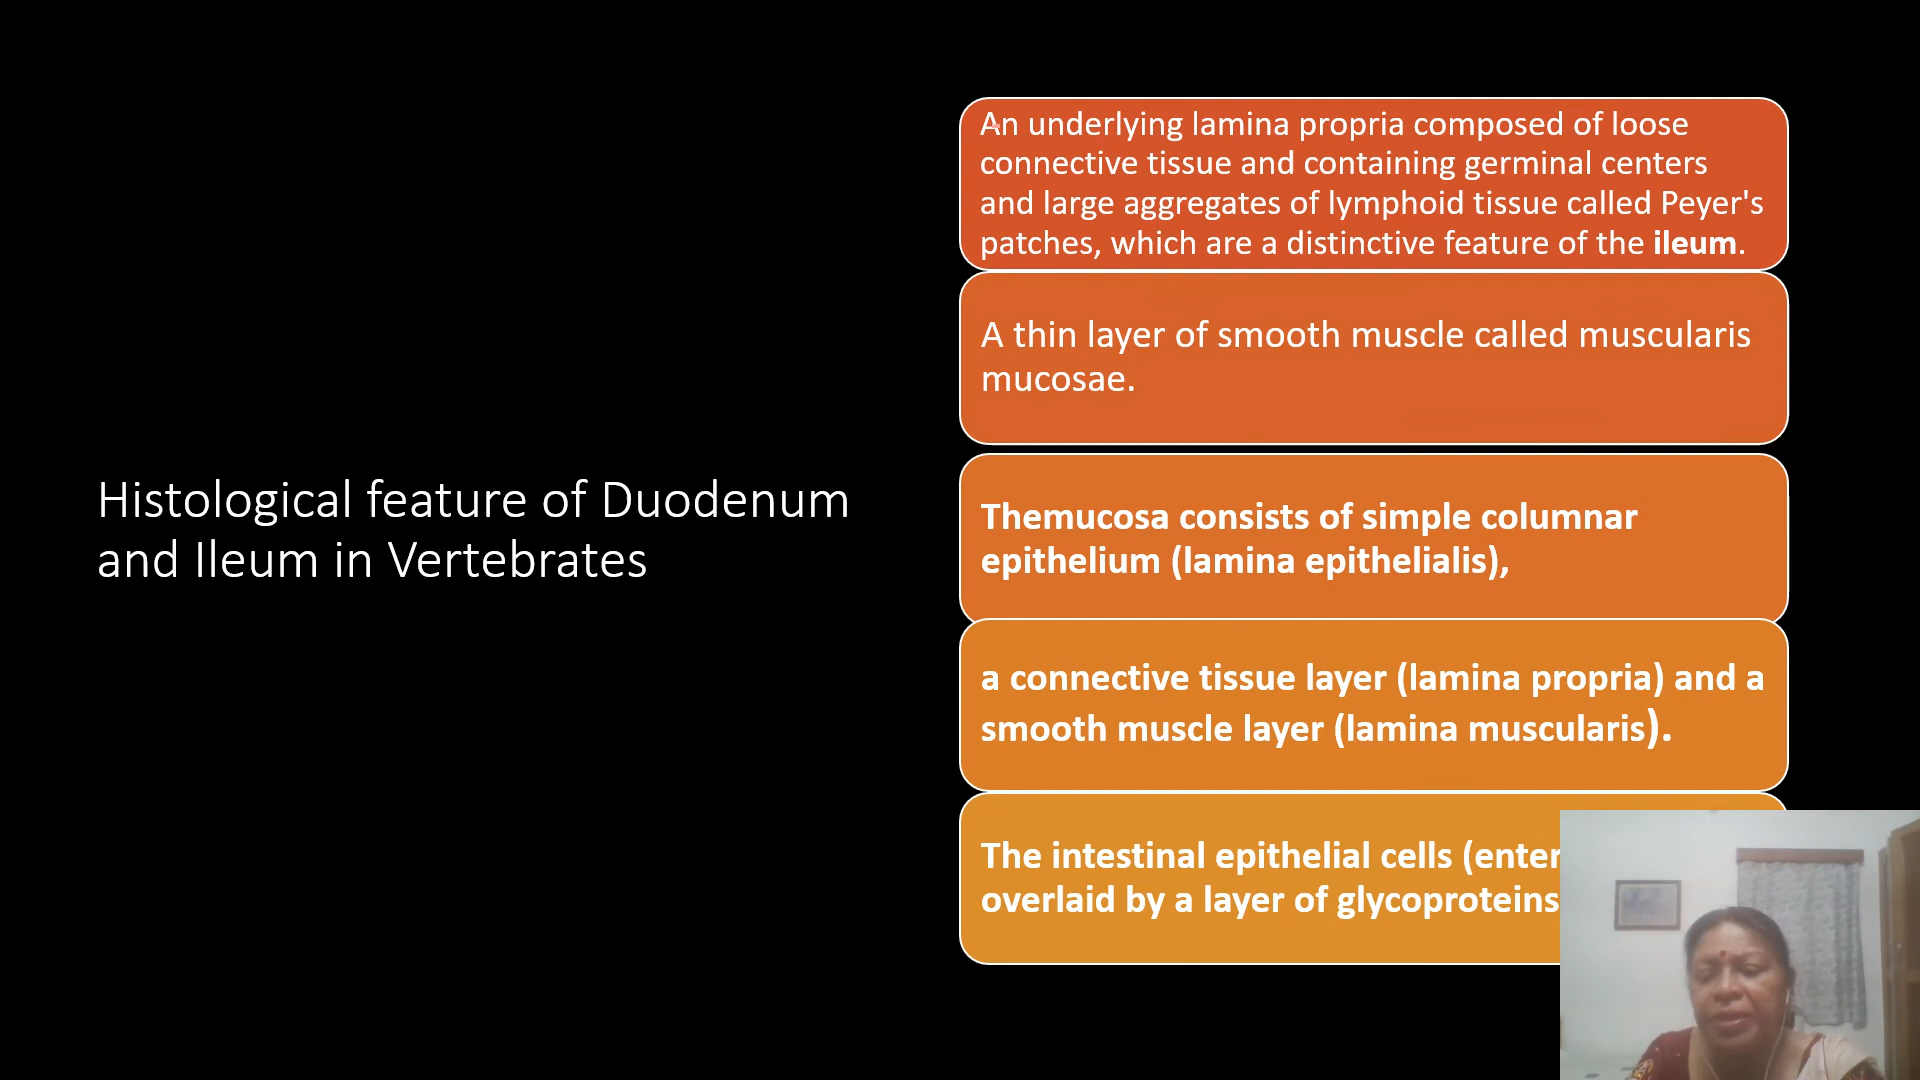 Histological feature of Duodenum
and Ileum in Vertebrates
An underlying lamina propria composed of loose
connective tissue and containing germinal centers
and large aggregates of lymphoid tissue called Peyer's
patches, which are a distinctive feature of the ileum.
A thin layer of smooth muscle called muscularis
mucosae.
Themucosa consists of simple columnar
epithelium (lamina epithelialis),
a connective tissue layer (lamina propria) and a
smooth muscle layer (lamina muscularis).
The intestinal epithelial cells
overlaid by a layer of glycoproteins